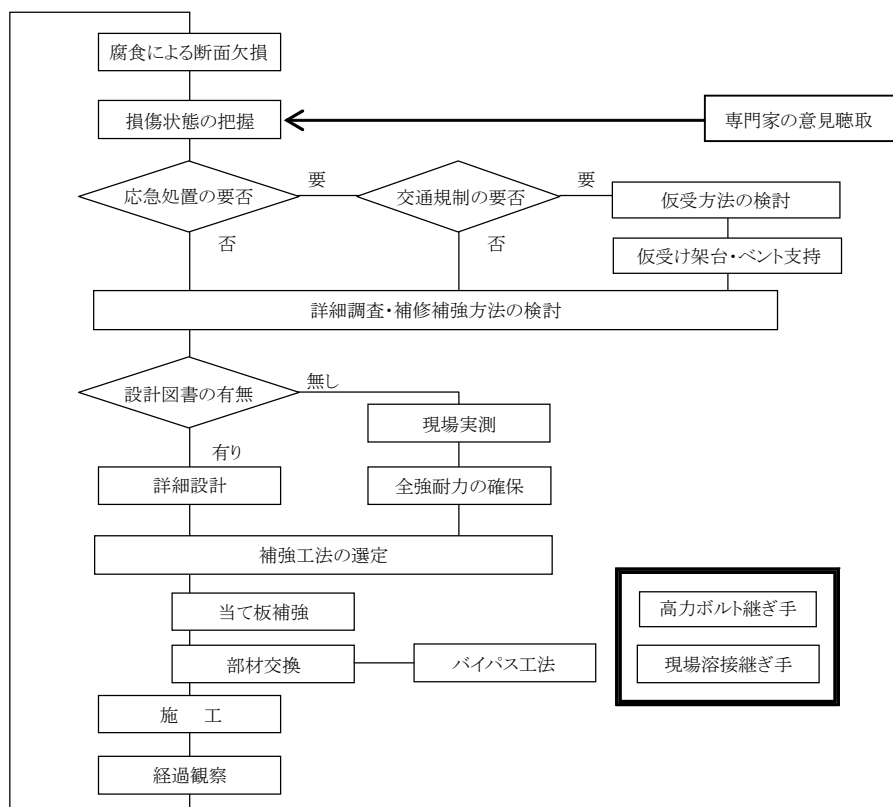 腐食による断面欠損
損傷状態の把握
専門家の意見聴取
応急処置の要否
要
交通規制の要否
要
仮受方法の検討
否
否
仮受け架台・ベント支持
詳細調査・補修補強方法の検討
設計図書の有無
無し
現場実測
有り
詳細設計
全強耐力の確保
補強工法の選定
当て板補強
高力ボルト継ぎ手
部材交換
バイパス工法
現場溶接継ぎ手
施　工
経過観察